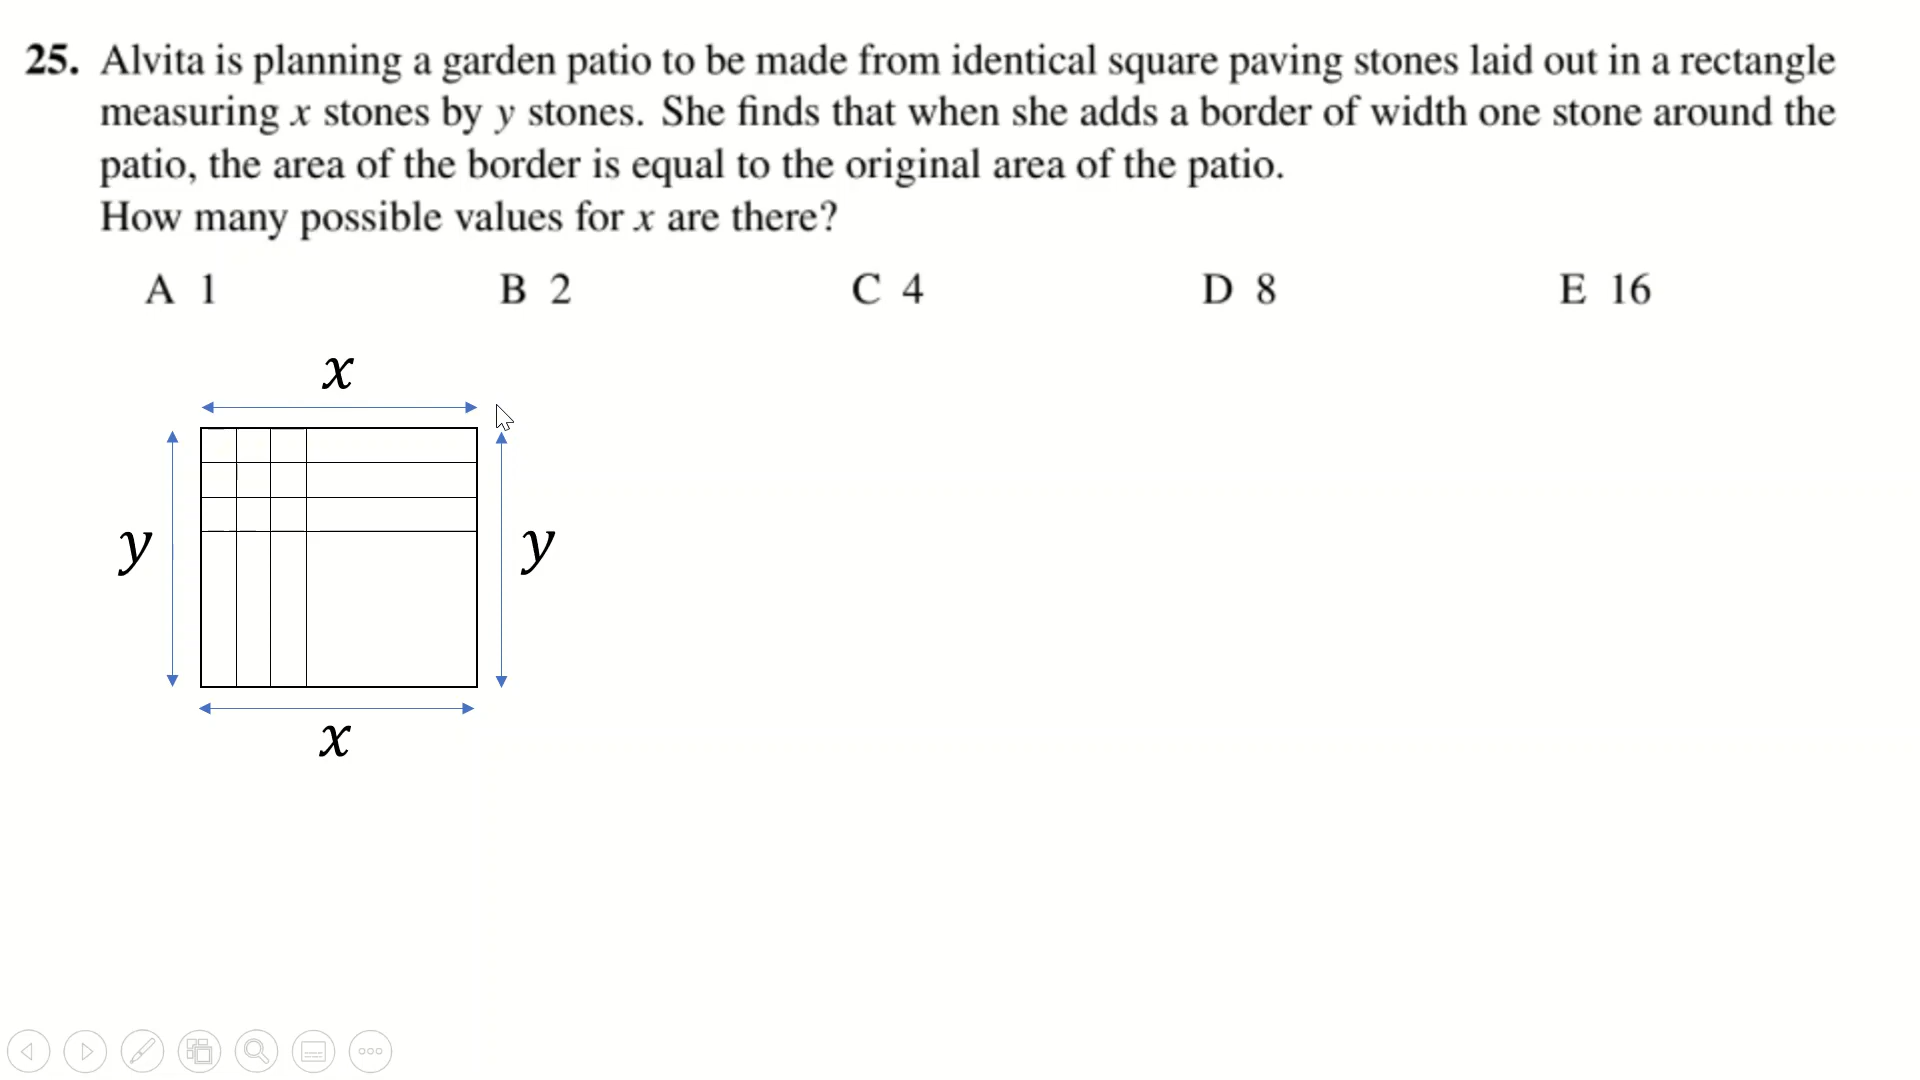 25. Alvita is planning a garden patio to be made from identical square paving stones laid out in a rectangle
measuring x stones by y stones. She finds that when she adds a border of width one stone around the
patio, the area of the border is equal to the original area of the patio.
How many possible values for x are there?
A 1 B 2 C 4 D 8 E 16
x
y y
x